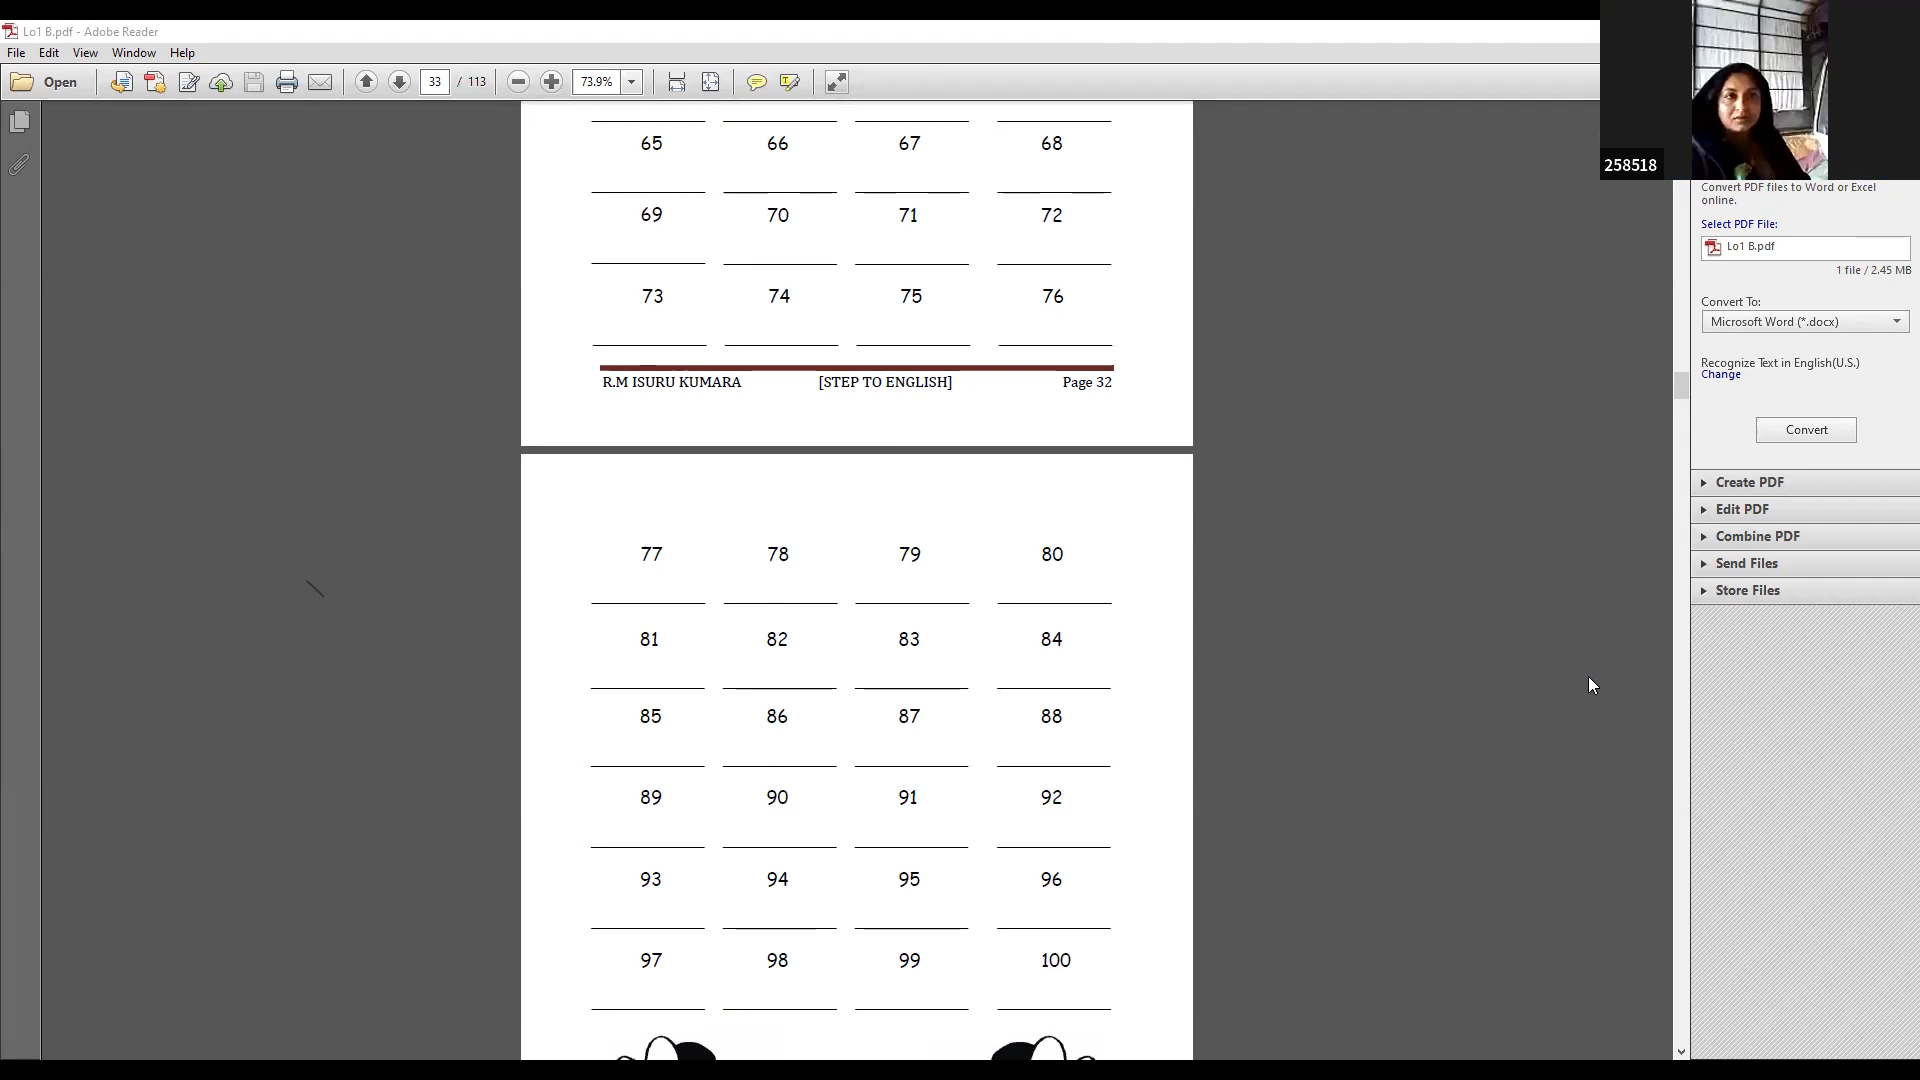 Lo1 B.pdf - Adobe Reader
File Edit View Window Help
Open 33 / 113 73.9%
65 66 67 68
69 70 71 72
73 74 75 76
R.M ISURU KUMARA [STEP TO ENGLISH] Page 32
77 78 79 80
81 82 83 84
85 86 87 88
89 90 91 92
93 94 95 96
97 98 99 100
258518
Convert PDF files to Word or Excel
online.
Select PDF File:
Lo1 B.pdf
1 file / 2.45 MB
Convert To:
Microsoft Word (*.docx)
Recognize Text in English(U.S.)
Change
Convert
Create PDF
Edit PDF
Combine PDF
Send Files
Store Files